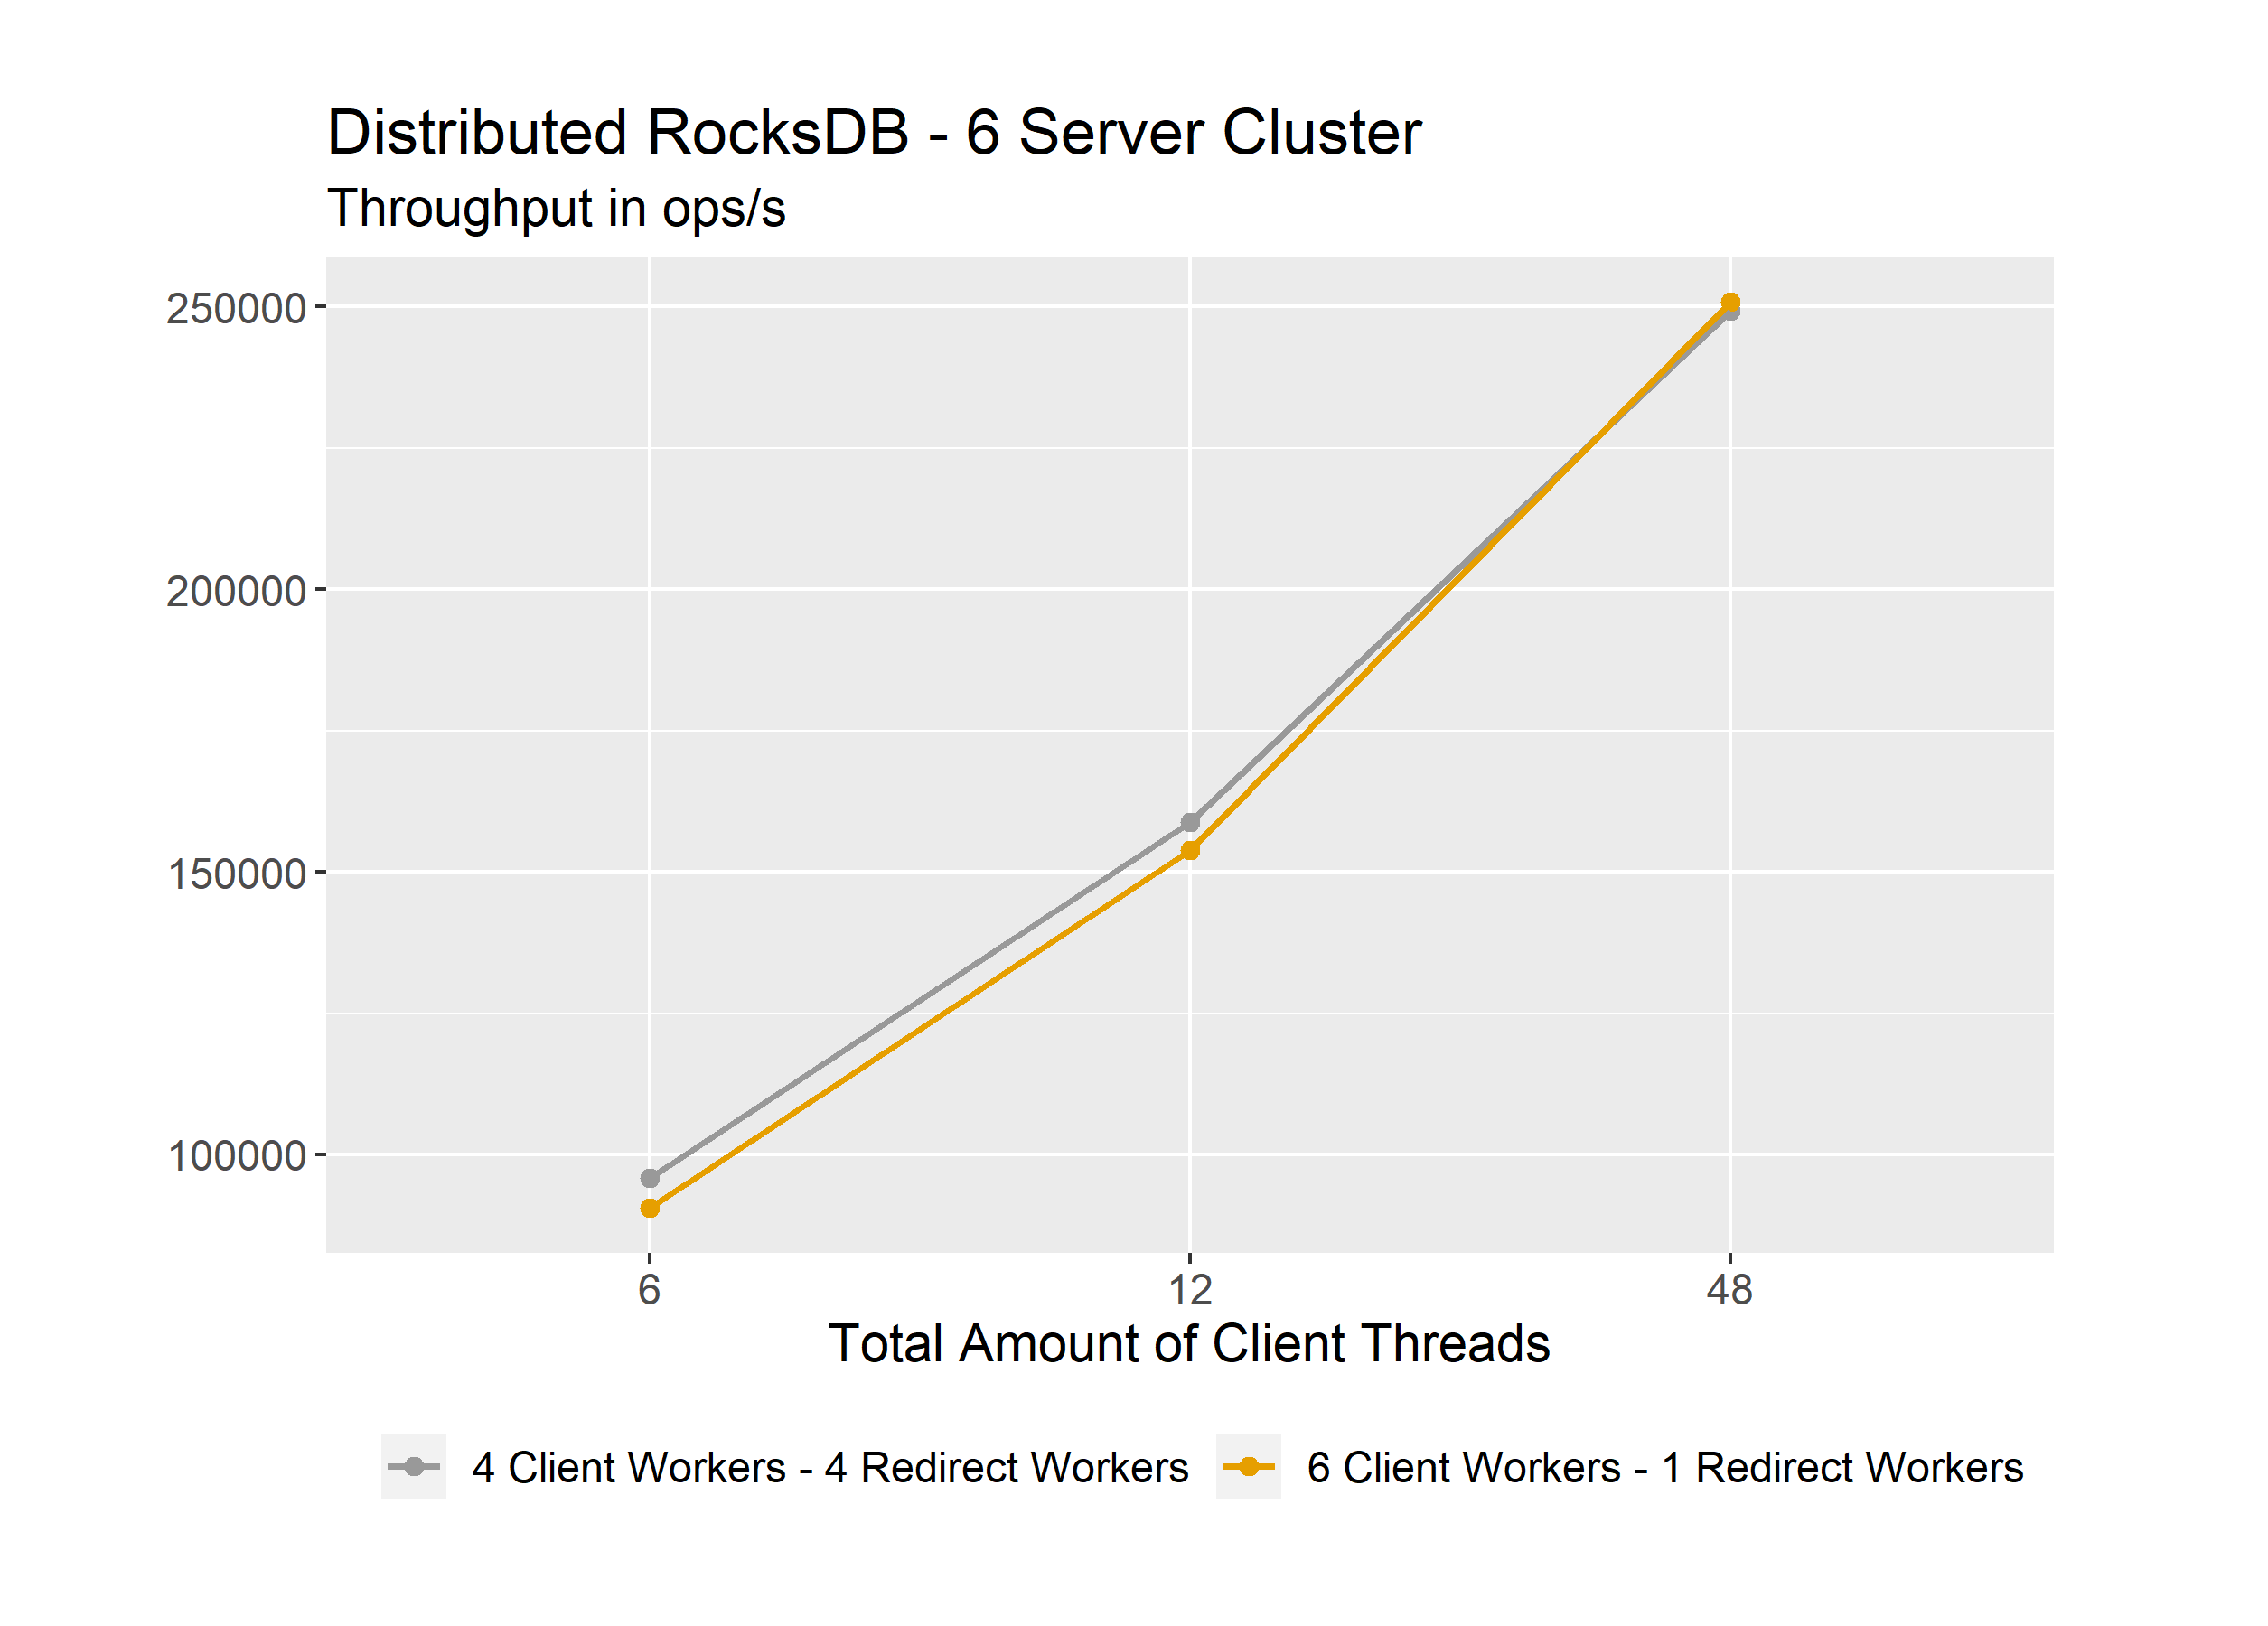 Distributed RocksDB - 6 Server Cluster
Throughput in ops/s
250000
200000
150000
100000
6 12 48
Total Amount of Client Threads
4 Client Workers - 4 Redirect Workers 6 Client Workers - 1 Redirect Workers